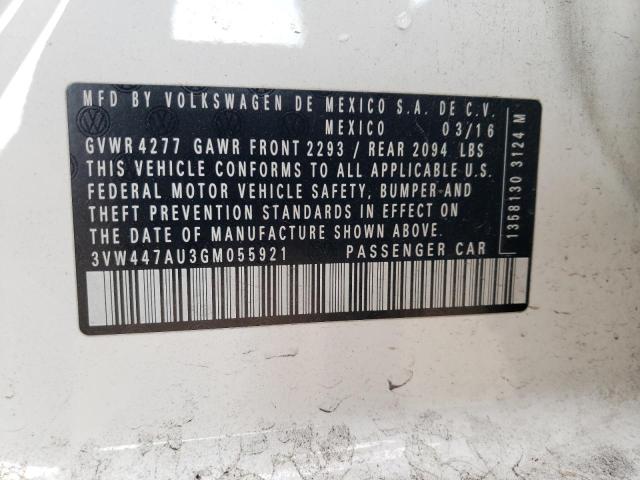 MFD BY VOLKSWAGEN DE MEXICO S.A. DE C.V.
MEXICO 03/16
GVWR 4277 GAWR FRONT 2293 / REAR 2094 LBS
THIS VEHICLE CONFORMS TO ALL APPLICABLE U.S.
FEDERAL MOTOR VEHICLE SAFETY, BUMPER AND
THEFT PREVENTION STANDARDS IN EFFECT ON
THE DATE OF MANUFACTURE SHOWN ABOVE.
3VW447AU3GM055921 PASSENGER CAR
1358130 3124 M